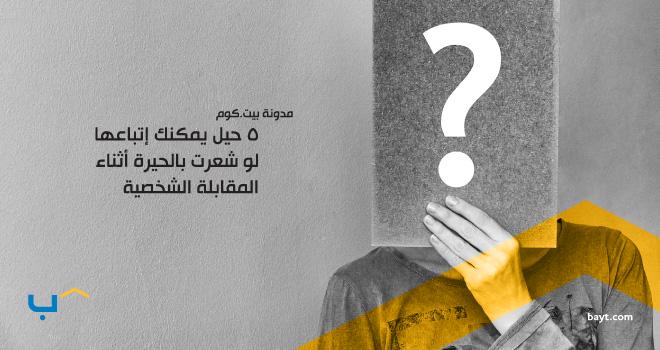 مدونة بيت.كوم
٥ حيل يمكنك إتباعها
لو شعرت بالحيرة أثناء
المقابلة الشخصية
?
ب
bayt.com